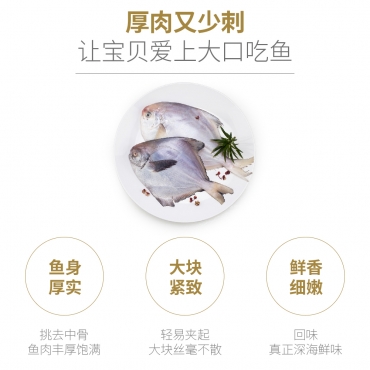 厚肉又少刺
让宝贝爱上大口吃鱼
鱼身
厚实
大块
紧致
鲜香
细嫩
挑去中骨
鱼肉丰厚饱满
轻易夹起
大块丝毫不散
回味
真正深海鲜味